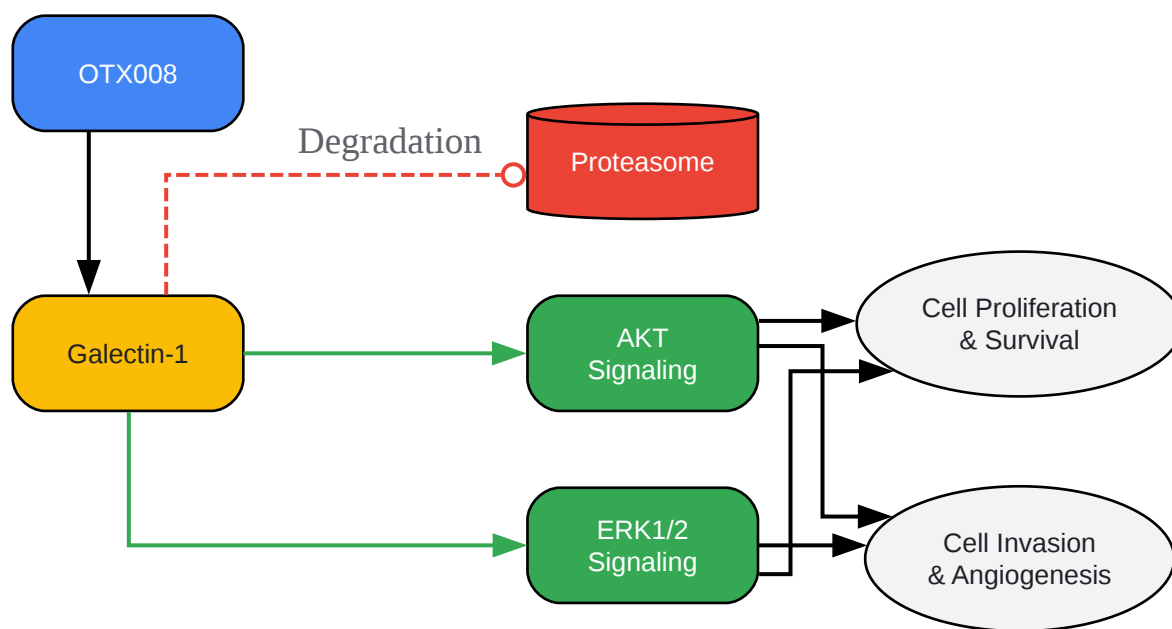 OTX008
Degradation
Proteasome
Galectin-1
AKT
Signaling
Cell Proliferation
& Survival
ERK1/2
Signaling
Cell Invasion
& Angiogenesis